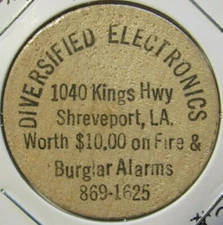 DIVERSIFIED ELECTRONICS
1040 Kings Hwy
Shreveport, LA.
Worth $10.00 on Fire &
Burglar Alarms
869-1625